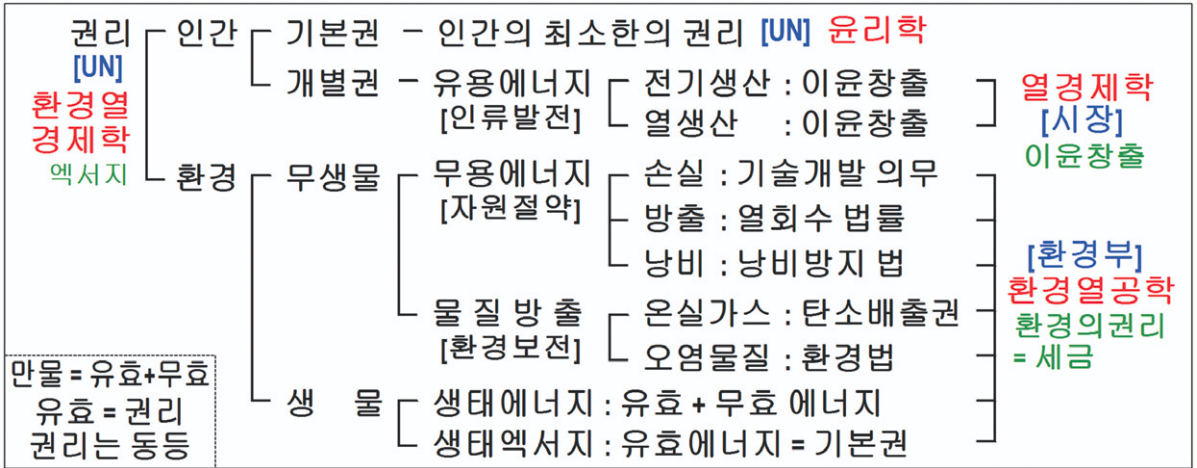 권리 인간 기본권 - 인간의 최소한의 권리 [UN] 윤리학
[UN]
환경열
경제학
엑서지
개별권 - 유용에너지 전기생산 : 이윤창출
[인류발전] 열생산 : 이윤창출
열경제학
[시장]
이윤창출
환경 무생물 무용에너지 손실 : 기술개발 의무
[자원절약] 방출 : 열회수 법률
낭비 : 낭비방지 법
물질방출 온실가스 : 탄소배출권
[환경보전] 오염물질 : 환경법
[환경부]
환경열공학
환경의권리
= 세금
생 물 생태에너지 : 유효 + 무효 에너지
생태엑서지 : 유효에너지 = 기본권
만물 = 유효+무효
유효 = 권리
권리는 동등